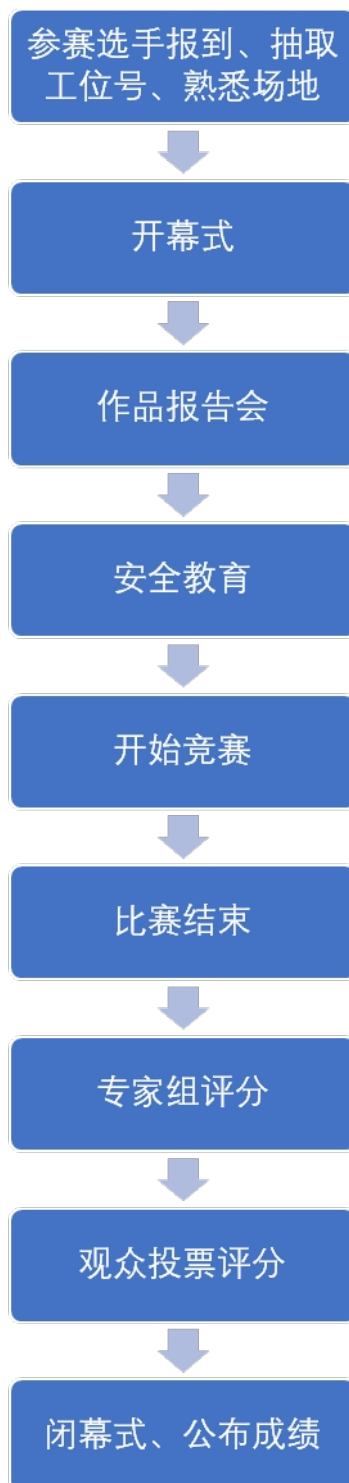 参赛选手报到、抽取
工位号、熟悉场地
开幕式
作品报告会
安全教育
开始竞赛
比赛结束
专家组评分
观众投票评分
闭幕式、公布成绩